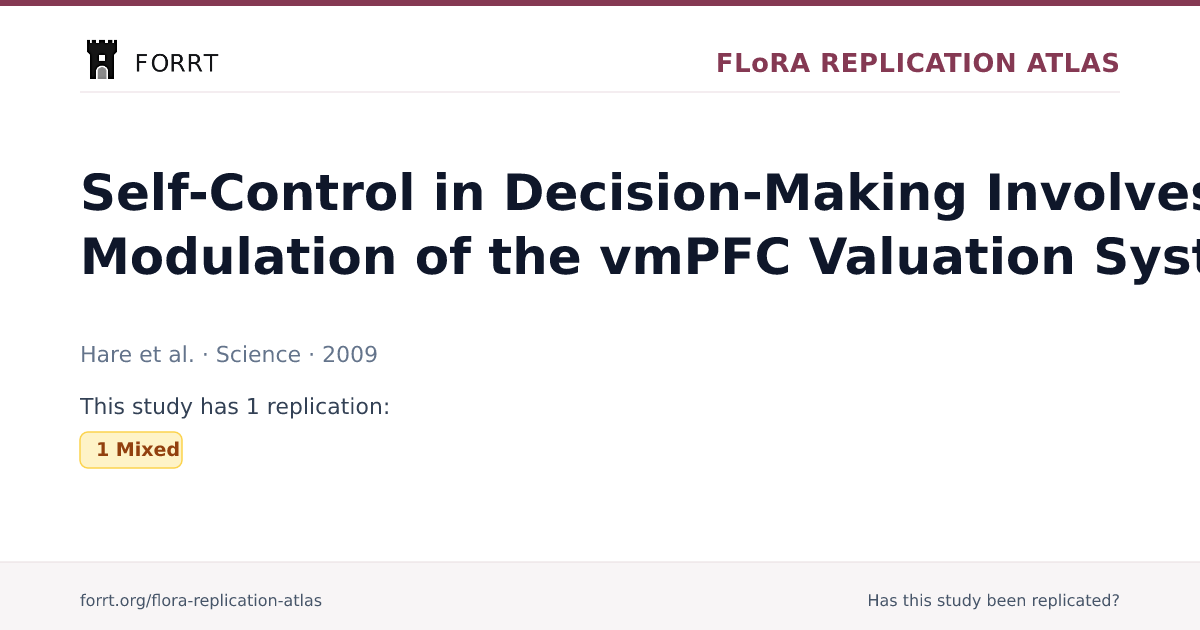 FORRT
FLoRA REPLICATION ATLAS
Self-Control in Decision-Making Involves
Modulation of the vmPFC Valuation Syst
Hare et al. · Science · 2009
This study has 1 replication:
1 Mixed
forrt.org/flora-replication-atlas
Has this study been replicated?